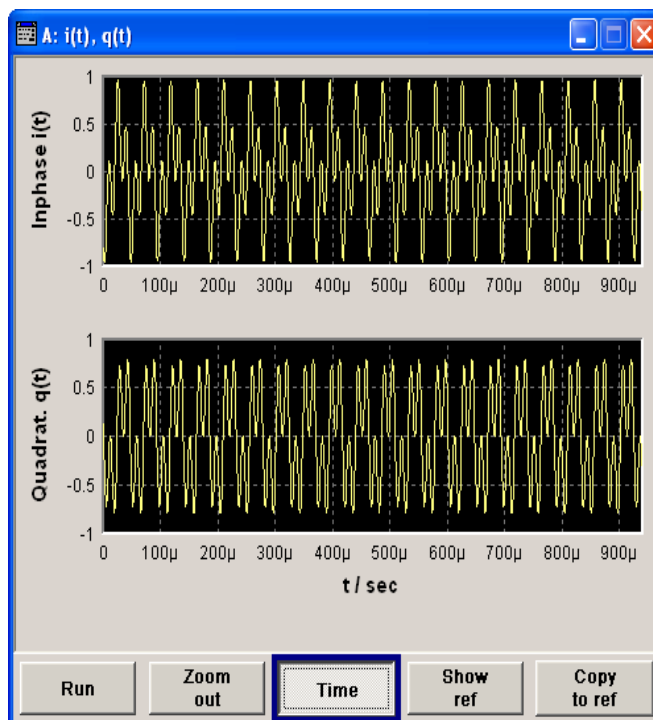 A: i(t), q(t)
Inphase i(t)
1
0.5
0
-0.5
-1
0 100μ 200μ 300μ 400μ 500μ 600μ 700μ 800μ 900μ
Quadrat. q(t)
1
0.5
0
-0.5
-1
0 100μ 200μ 300μ 400μ 500μ 600μ 700μ 800μ 900μ
t / sec
Run
Zoom
out
Time
Show
ref
Copy
to ref